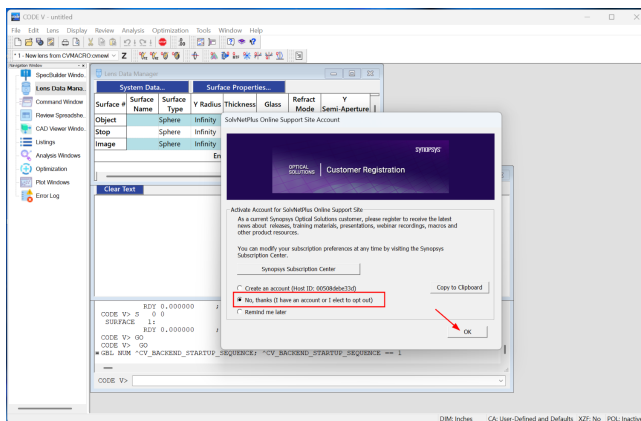 CODE V - untitled
File Edit Lens Display Review Analysis Optimization Tools Window Help
* 1 - New lens from CVMACRO:cvnewl
Navigation Window
SpecBuilder Windo..
Lens Data Mana..
Command Window
Review Spreadshe..
CAD Viewer Windo..
Listings
Analysis Windows
Optimization
Plot Windows
Error Log
Lens Data Manager
System Data...
Surface Properties...
Surface # Surface Name Surface Type Y Radius Thickness Glass Refract Mode Y Semi-Aperture
Object Sphere Infinity
Stop Sphere Infinity
Image Sphere Infinity
En
Clear Text
RDY 0.000000 ;
CODE V> S 0 0
SURFACE 1:
RDY 0.000000 ;
CODE V> GO
CODE V> GO
GBL NUM ^CV_BACKEND_STARTUP_SEQUENCE; ^CV_BACKEND_STARTUP_SEQUENCE == 1
CODE V>
SolvNetPlus Online Support Site Account
SYNOPSYS
OPTICAL SOLUTIONS
Customer Registration
Activate Account for SolvNetPlus Online Support Site
As a current Synopsys Optical Solutions customer, please register to receive the latest
news about releases, training materials, presentations, webinar recordings, macros and
other product resources.
You can modify your subscription preferences at any time by visiting the Synopsys
Subscription Center.
Synopsys Subscription Center
Create an account (Host ID: 00508debe33d)
Copy to Clipboard
No, thanks (I have an account or I elect to opt out)
Remind me later
OK
DIM: Inches CA: User-Defined and Defaults XZF: No POL: Inactive